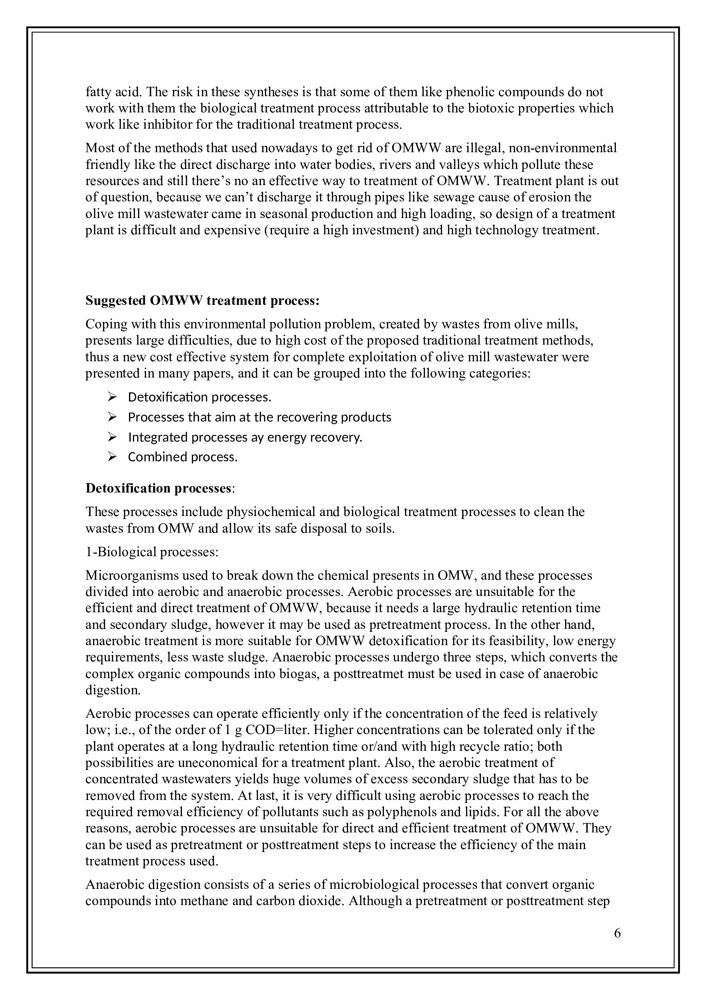 fatty acid. The risk in these syntheses is that some of them like phenolic compounds do not
work with them the biological treatment process attributable to the biotoxic properties which
work like inhibitor for the traditional treatment process.
Most of the methods that used nowadays to get rid of OMWW are illegal, non-environmental
friendly like the direct discharge into water bodies, rivers and valleys which pollute these
resources and still there’s no an effective way to treatment of OMWW. Treatment plant is out
of question, because we can’t discharge it through pipes like sewage cause of erosion the
olive mill wastewater came in seasonal production and high loading, so design of a treatment
plant is difficult and expensive (require a high investment) and high technology treatment.
Suggested OMWW treatment process:
Coping with this environmental pollution problem, created by wastes from olive mills,
presents large difficulties, due to high cost of the proposed traditional treatment methods,
thus a new cost effective system for complete exploitation of olive mill wastewater were
presented in many papers, and it can be grouped into the following categories:
➢ Detoxification processes.
➢ Processes that aim at the recovering products
➢ Integrated processes ay energy recovery.
➢ Combined process.
Detoxification processes:
These processes include physiochemical and biological treatment processes to clean the
wastes from OMW and allow its safe disposal to soils.
1-Biological processes:
Microorganisms used to break down the chemical presents in OMW, and these processes
divided into aerobic and anaerobic processes. Aerobic processes are unsuitable for the
efficient and direct treatment of OMWW, because it needs a large hydraulic retention time
and secondary sludge, however it may be used as pretreatment process. In the other hand,
anaerobic treatment is more suitable for OMWW detoxification for its feasibility, low energy
requirements, less waste sludge. Anaerobic processes undergo three steps, which converts the
complex organic compounds into biogas, a posttreatmet must be used in case of anaerobic
digestion.
Aerobic processes can operate efficiently only if the concentration of the feed is relatively
low; i.e., of the order of 1 g COD=liter. Higher concentrations can be tolerated only if the
plant operates at a long hydraulic retention time or/and with high recycle ratio; both
possibilities are uneconomical for a treatment plant. Also, the aerobic treatment of
concentrated wastewaters yields huge volumes of excess secondary sludge that has to be
removed from the system. At last, it is very difficult using aerobic processes to reach the
required removal efficiency of pollutants such as polyphenols and lipids. For all the above
reasons, aerobic processes are unsuitable for direct and efficient treatment of OMWW. They
can be used as pretreatment or posttreatment steps to increase the efficiency of the main
treatment process used.
Anaerobic digestion consists of a series of microbiological processes that convert organic
compounds into methane and carbon dioxide. Although a pretreatment or posttreatment step
6